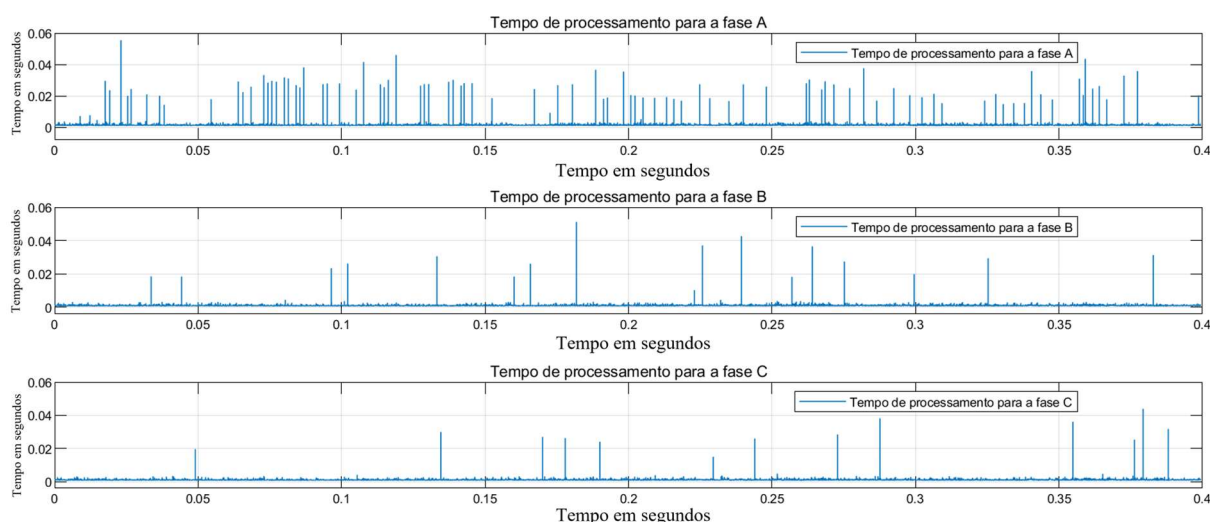 Tempo de processamento para a fase A
Tempo em segundos
0.06
0.04
0.02
0
Tempo de processamento para a fase A
0 0.05 0.1 0.15 0.2 0.25 0.3 0.35 0.4
Tempo em segundos
Tempo de processamento para a fase B
Tempo em segundos
0.06
0.04
0.02
0
Tempo de processamento para a fase B
0 0.05 0.1 0.15 0.2 0.25 0.3 0.35 0.4
Tempo em segundos
Tempo de processamento para a fase C
Tempo em segundos
0.06
0.04
0.02
0
Tempo de processamento para a fase C
0 0.05 0.1 0.15 0.2 0.25 0.3 0.35 0.4
Tempo em segundos